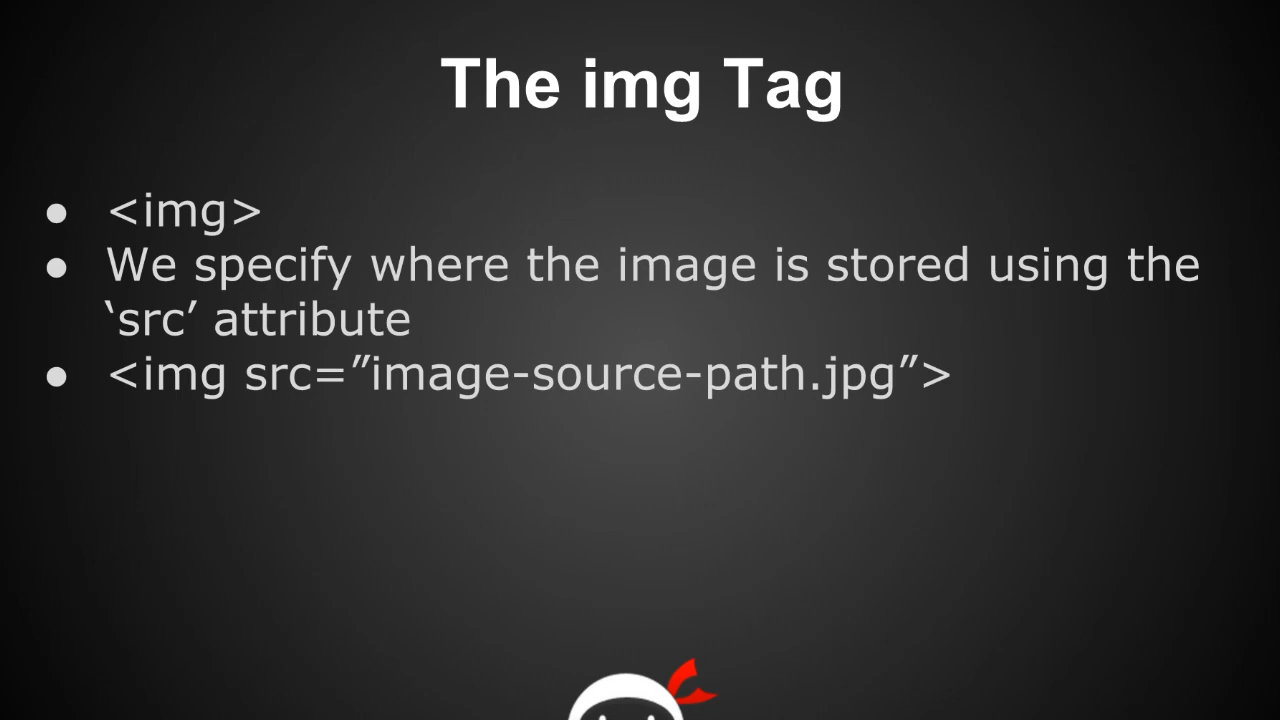 The img Tag
● <img>
● We specify where the image is stored using the
‘src’ attribute
● <img src=”image-source-path.jpg”>